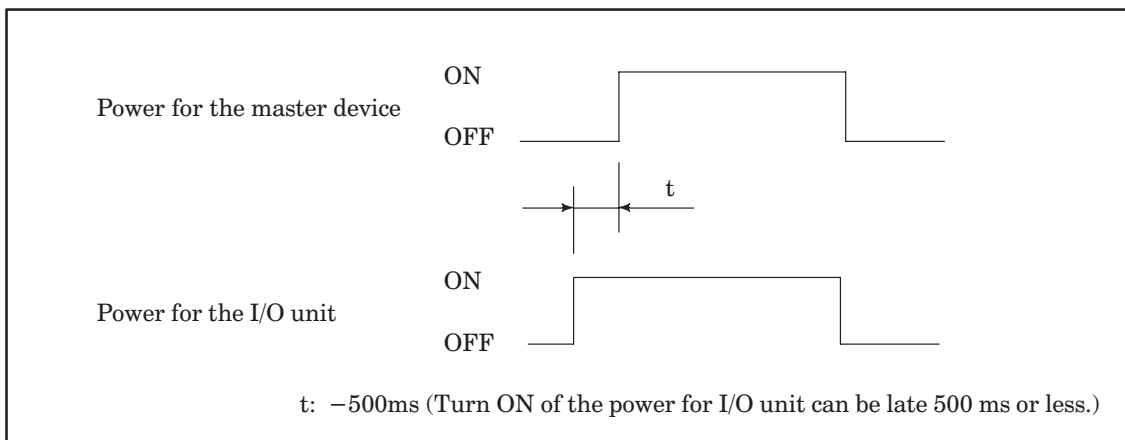 ON
Power for the master device
OFF
t
ON
Power for the I/O unit
OFF
t: −500ms (Turn ON of the power for I/O unit can be late 500 ms or less.)